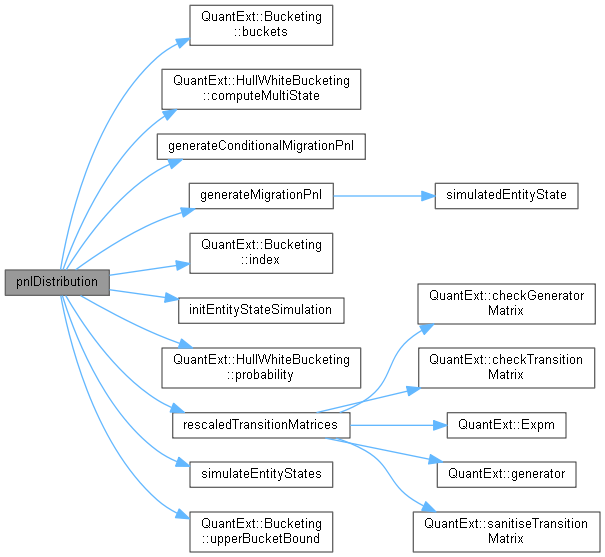 pnlDistribution
QuantExt::Bucketing
::buckets
QuantExt::HullWhiteBucketing
::computeMultiState
generateConditionalMigrationPnl
generateMigrationPnl
simulatedEntityState
QuantExt::Bucketing
::index
initEntityStateSimulation
QuantExt::HullWhiteBucketing
::probability
rescaledTransitionMatrices
QuantExt::checkGenerator
Matrix
QuantExt::checkTransition
Matrix
QuantExt::Expm
QuantExt::generator
QuantExt::sanitiseTransition
Matrix
simulateEntityStates
QuantExt::Bucketing
::upperBucketBound